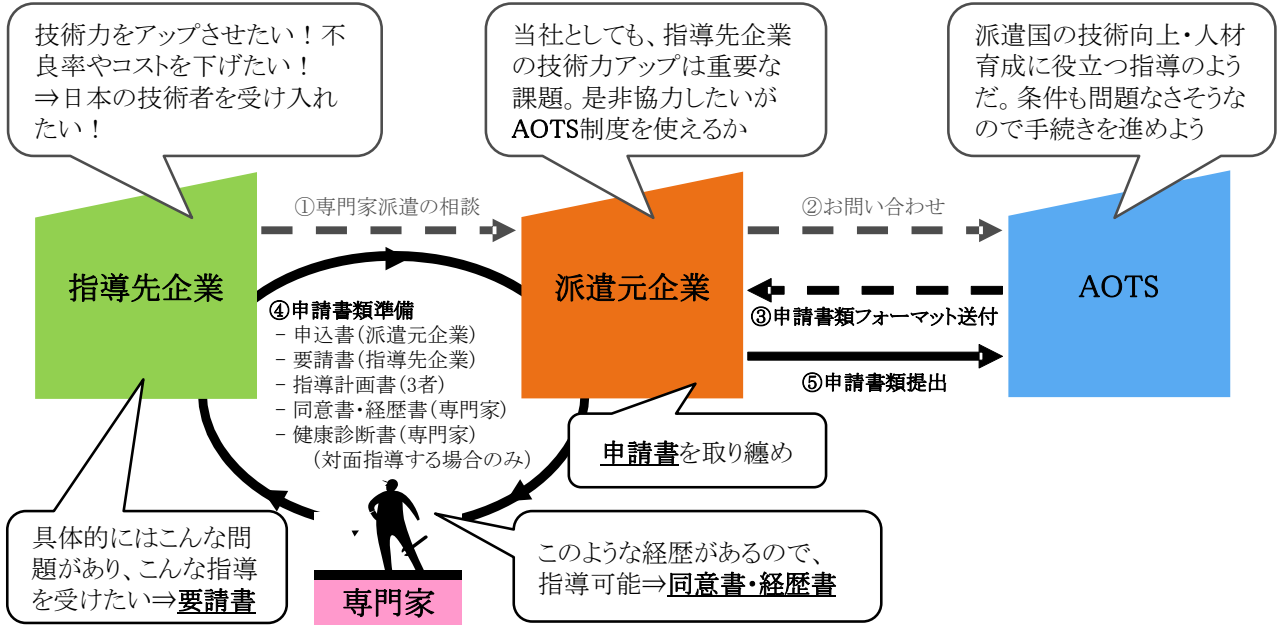 技術力をアップさせたい！不
良率やコストを下げたい！
⇒日本の技術者を受け入れ
たい！
当社としても、指導先企業
の技術力アップは重要な
課題。是非協力したいが
AOTS制度を使えるか
派遣国の技術向上・人材
育成に役立つ指導のよう
だ。条件も問題なさそうな
ので手続きを進めよう
①専門家派遣の相談
②お問い合わせ
指導先企業
派遣元企業
AOTS
③申請書類フォーマット送付
④申請書類準備
－ 申込書（派遣元企業）
－ 要請書（指導先企業）
－ 指導計画書（3者）
－ 同意書・経歴書（専門家）
－ 健康診断書（専門家）
（対面指導する場合のみ）
⑤申請書類提出
申請書を取り纏め
具体的にはこんな問
題があり、こんな指導
を受けたい⇒要請書
このような経歴があるので、
指導可能⇒同意書・経歴書
専門家